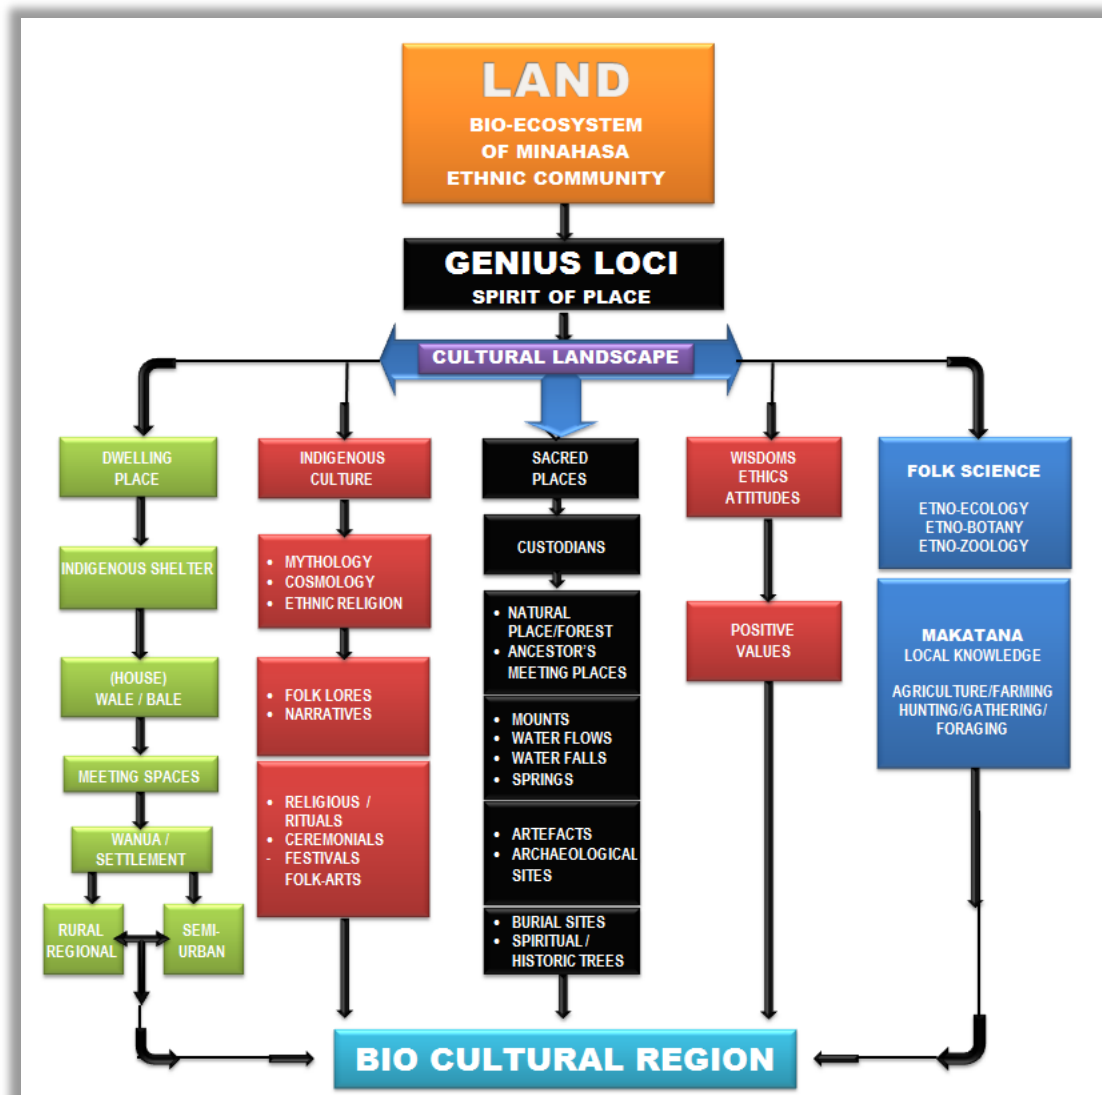 LAND
BIO-ECOSYSTEM
OF MINAHASA
ETHNIC COMMUNITY
GENIUS LOCI
SPIRIT OF PLACE
CULTURAL LANDSCAPE
DWELLING
PLACE
INDIGENOUS SHELTER
(HOUSE)
WALE / BALE
MEETING SPACES
WANUA /
SETTLEMENT
RURAL
REGIONAL
SEMI-
URBAN
INDIGENOUS
CULTURE
• MYTHOLOGY
• COSMOLOGY
• ETHNIC RELIGION
• FOLK LORES
• NARRATIVES
• RELIGIOUS /
RITUALS
• CEREMONIALS
- FESTIVALS
FOLK-ARTS
SACRED
PLACES
CUSTODIANS
• NATURAL
PLACE/FOREST
• ANCESTOR'S
MEETING PLACES
• MOUNTS
• WATER FLOWS
• WATER FALLS
• SPRINGS
• ARTEFACTS
• ARCHAEOLOGICAL
SITES
• BURIAL SITES
• SPIRITUAL /
HISTORIC TREES
WISDOMS
ETHICS
ATTITUDES
POSITIVE
VALUES
FOLK SCIENCE
ETNO-ECOLOGY
ETNO-BOTANY
ETNO-ZOOLOGY
MAKATANA
LOCAL KNOWLEDGE
AGRICULTURE/FARMING
HUNTING/GATHERING/
FORAGING
BIO CULTURAL REGION